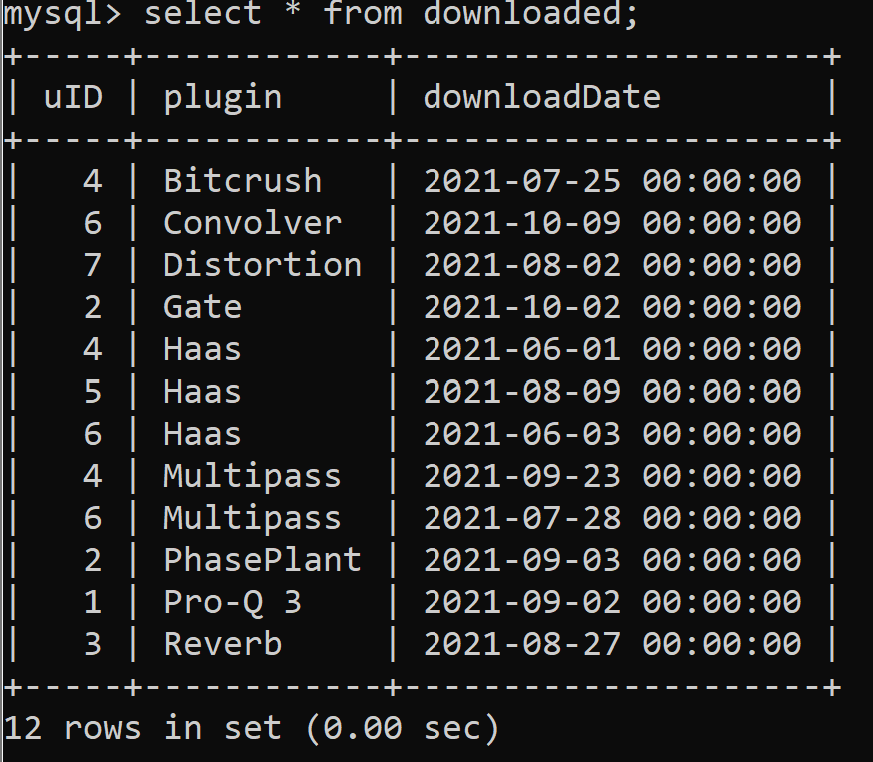 mysql> select * from downloaded;
+-----+------------+---------------------+
| uID | plugin     | downloadDate        |
+-----+------------+---------------------+
|   4 | Bitcrush   | 2021-07-25 00:00:00 |
|   6 | Convolver  | 2021-10-09 00:00:00 |
|   7 | Distortion | 2021-08-02 00:00:00 |
|   2 | Gate       | 2021-10-02 00:00:00 |
|   4 | Haas       | 2021-06-01 00:00:00 |
|   5 | Haas       | 2021-08-09 00:00:00 |
|   6 | Haas       | 2021-06-03 00:00:00 |
|   4 | Multipass  | 2021-09-23 00:00:00 |
|   6 | Multipass  | 2021-07-28 00:00:00 |
|   2 | PhasePlant | 2021-09-03 00:00:00 |
|   1 | Pro-Q 3    | 2021-09-02 00:00:00 |
|   3 | Reverb     | 2021-08-27 00:00:00 |
+-----+------------+---------------------+
12 rows in set (0.00 sec)